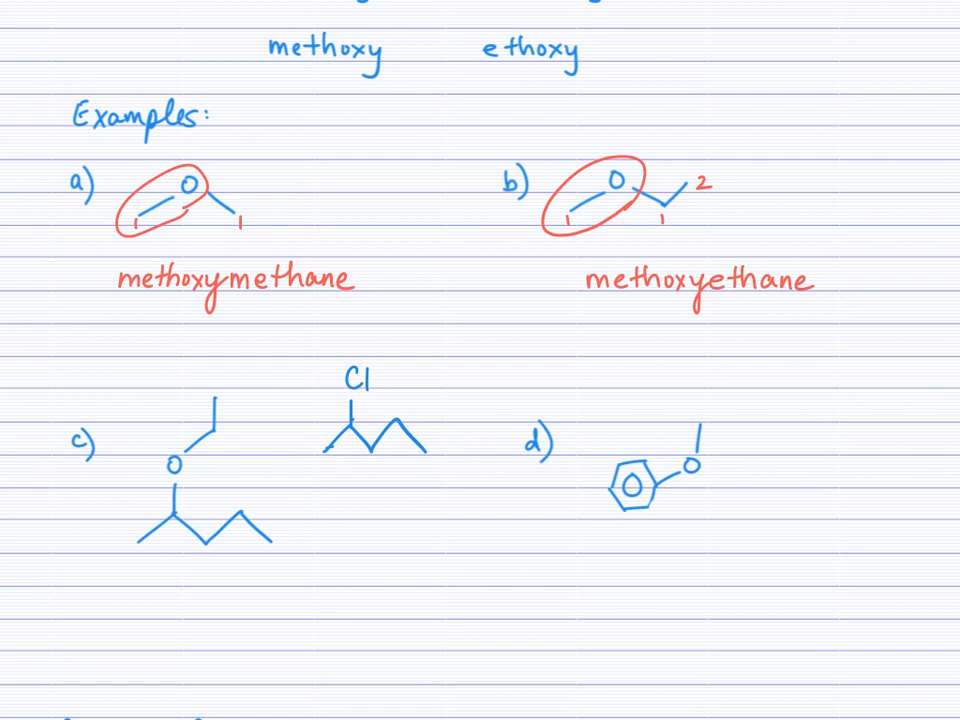 methoxy ethoxy
Examples:
a) O 1 1
b) O 1 1 2
methoxymethane
methoxyethane
Cl
c) O
d) O